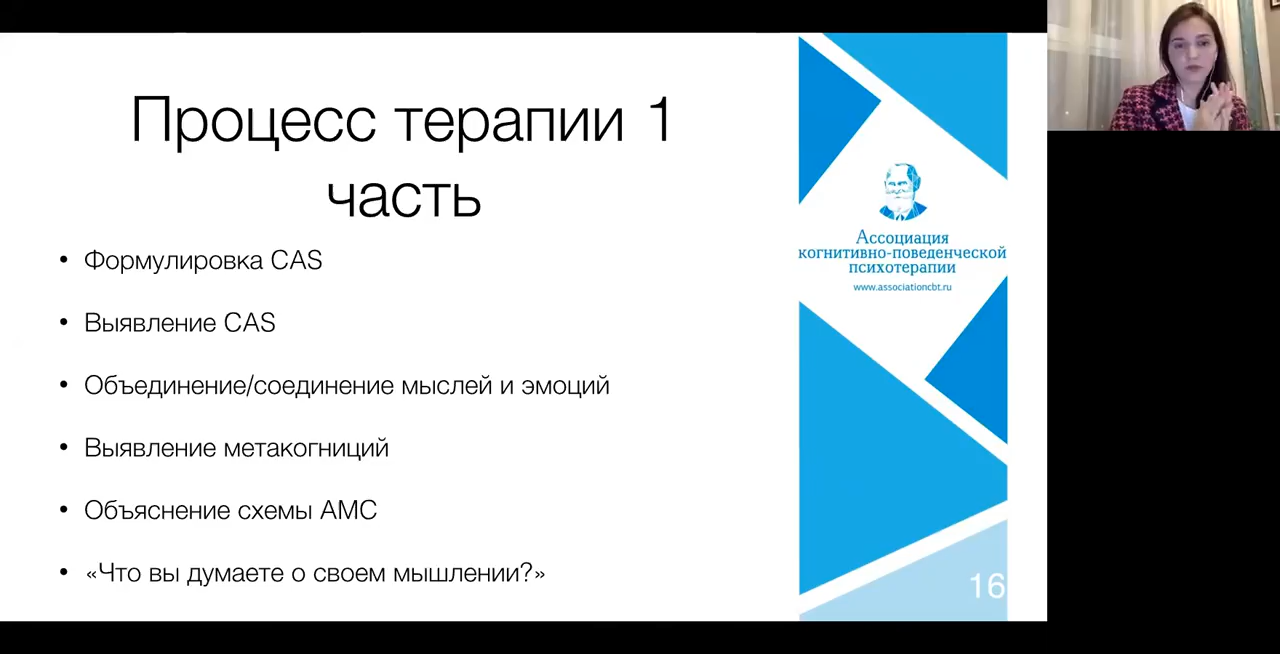 Процесс терапии 1
часть
• Формулировка CAS
• Выявление CAS
• Объединение/соединение мыслей и эмоций
• Выявление метакогниций
• Объяснение схемы АМС
• «Что вы думаете о своем мышлении?»
Ассоциация
когнитивно-поведенческой
психотерапии
www.associationcbt.ru
16